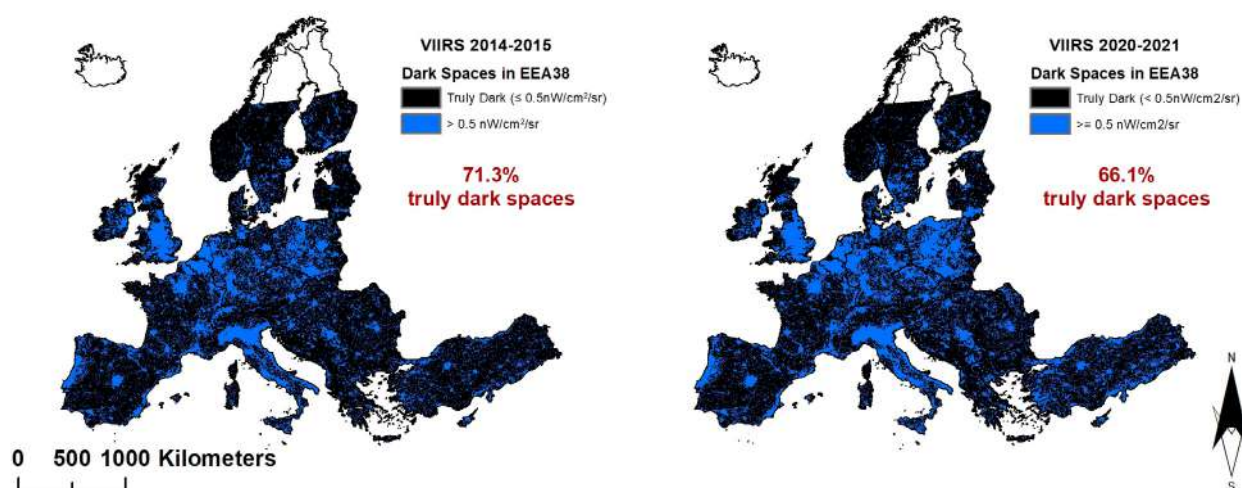 VIIRS 2014-2015
Dark Spaces in EEA38
Truly Dark (≤ 0.5nW/cm²/sr)
> 0.5 nW/cm²/sr
71.3%
truly dark spaces
VIIRS 2020-2021
Dark Spaces in EEA38
Truly Dark (< 0.5nW/cm2/sr)
>= 0.5 nW/cm2/sr
66.1%
truly dark spaces
0 500 1000 Kilometers
N
S